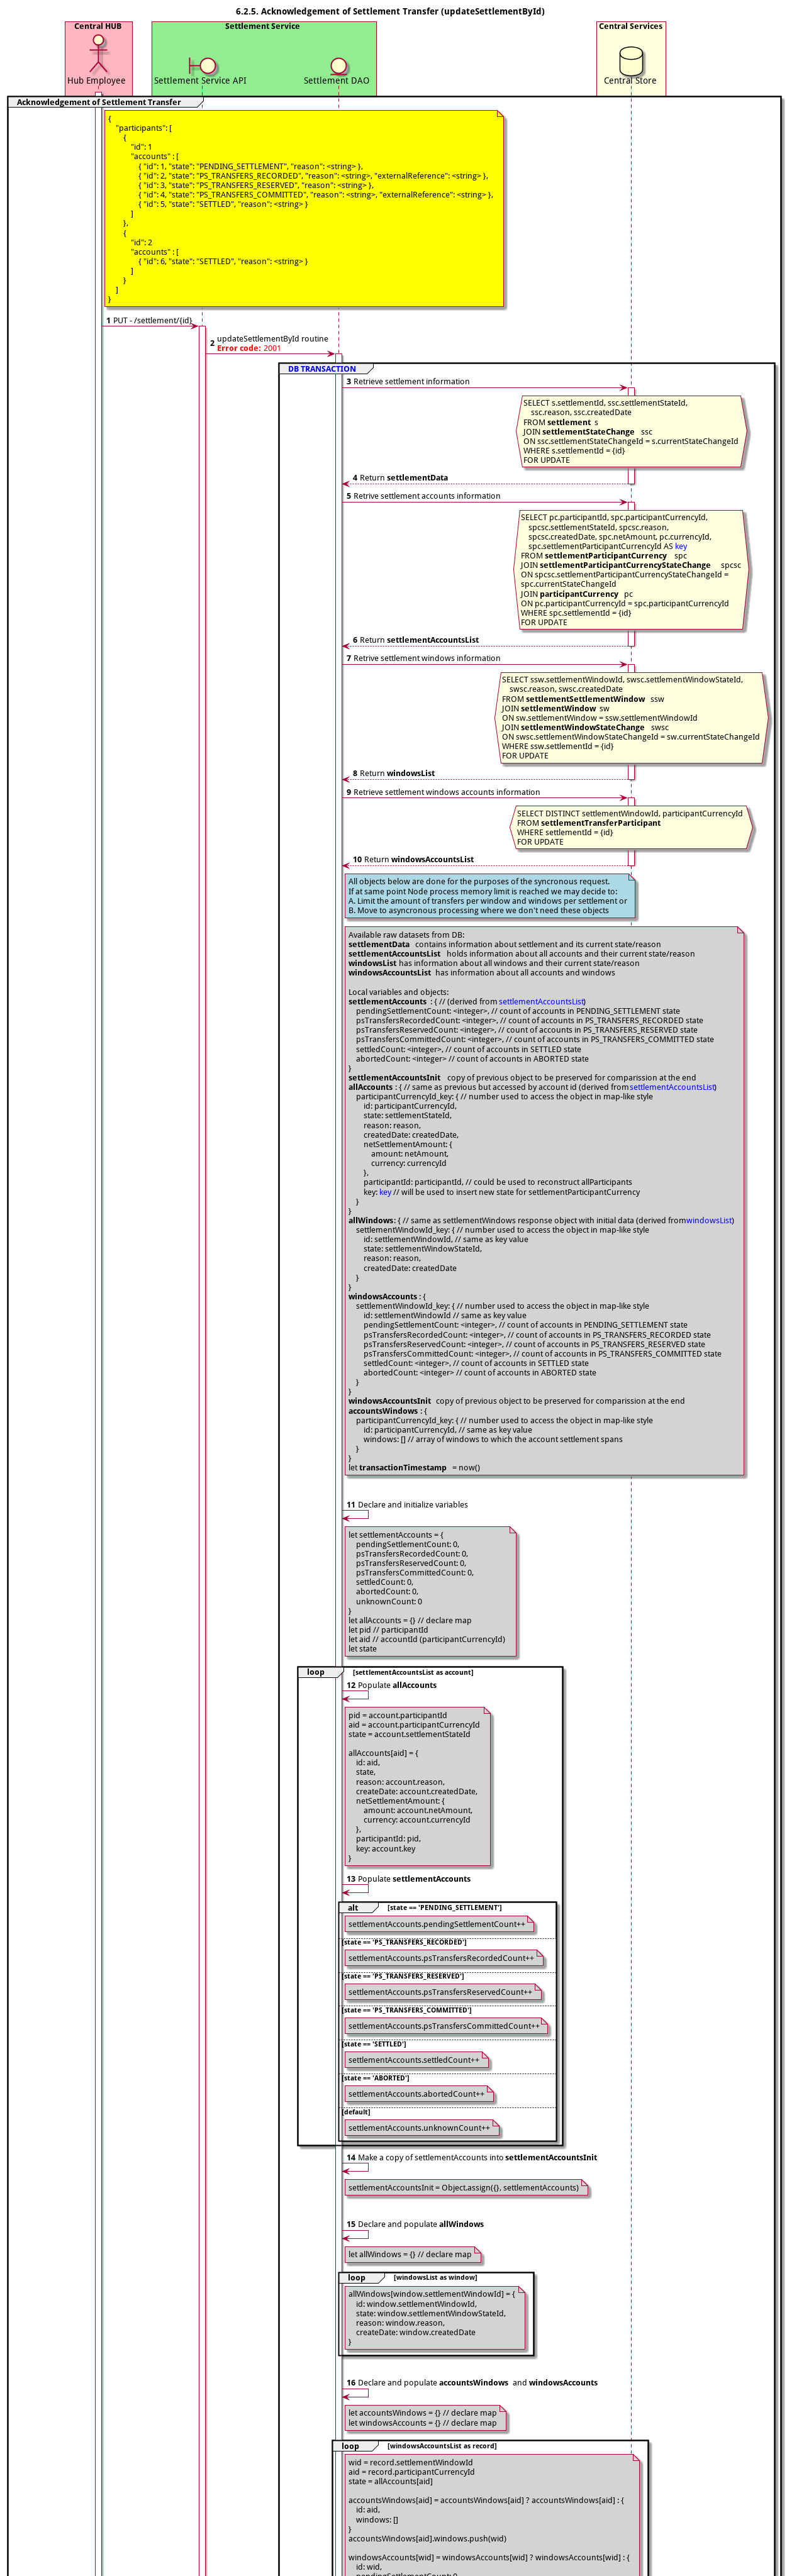 6.2.5. Acknowledgement of Settlement Transfer (updateSettlementById)
Central HUB
Settlement Service
Central Services
Hub Employee
Settlement Service API
Settlement DAO
Central Store
Acknowledgement of Settlement Transfer
{
"participants": [
{
"id": 1
"accounts" : [
{ "id": 1, "state": "PENDING_SETTLEMENT", "reason": <string> },
{ "id": 2, "state": "PS_TRANSFERS_RECORDED", "reason": <string>, "externalReference": <string> },
{ "id": 3, "state": "PS_TRANSFERS_RESERVED", "reason": <string> },
{ "id": 4, "state": "PS_TRANSFERS_COMMITTED", "reason": <string>, "externalReference": <string> },
{ "id": 5, "state": "SETTLED", "reason": <string> }
]
},
{
"id": 2
"accounts" : [
{ "id": 6, "state": "SETTLED", "reason": <string> }
]
}
]
}
1 PUT - /settlement/{id}
2 updateSettlementById routine
Error code: 2001
DB TRANSACTION
3 Retrieve settlement information
SELECT s.settlementId, ssc.settlementStateId,
ssc.reason, ssc.createdDate
FROM settlement s
JOIN settlementStateChange ssc
ON ssc.settlementStateChangeId = s.currentStateChangeId
WHERE s.settlementId = {id}
FOR UPDATE
4 Return settlementData
5 Retrive settlement accounts information
SELECT pc.participantId, spc.participantCurrencyId,
spcsc.settlementStateId, spcsc.reason,
spcsc.createdDate, spc.netAmount, pc.currencyId,
spc.settlementParticipantCurrencyId AS key
FROM settlementParticipantCurrency spc
JOIN settlementParticipantCurrencyStateChange spcsc
ON spcsc.settlementParticipantCurrencyStateChangeId =
spc.currentStateChangeId
JOIN participantCurrency pc
ON pc.participantCurrencyId = spc.participantCurrencyId
WHERE spc.settlementId = {id}
FOR UPDATE
6 Return settlementAccountsList
7 Retrive settlement windows information
SELECT ssw.settlementWindowId, swsc.settlementWindowStateId,
swsc.reason, swsc.createdDate
FROM settlementSettlementWindow ssw
JOIN settlementWindow sw
ON sw.settlementWindow = ssw.settlementWindowId
JOIN settlementWindowStateChange swsc
ON swsc.settlementWindowStateChangeId = sw.currentStateChangeId
WHERE ssw.settlementId = {id}
FOR UPDATE
8 Return windowsList
9 Retrieve settlement windows accounts information
SELECT DISTINCT settlementWindowId, participantCurrencyId
FROM settlementTransferParticipant
WHERE settlementId = {id}
FOR UPDATE
10 Return windowsAccountsList
All objects below are done for the purposes of the syncronous request.
If at same point Node process memory limit is reached we may decide to:
A. Limit the amount of transfers per window and windows per settlement or
B. Move to asyncronous processing where we don't need these objects
Available raw datasets from DB:
settlementData contains information about settlement and its current state/reason
settlementAccountsList holds information about all accounts and their current state/reason
windowsList has information about all windows and their current state/reason
windowsAccountsList has information about all accounts and windows
Local variables and objects:
settlementAccounts : { // (derived from settlementAccountsList)
pendingSettlementCount: <integer>, // count of accounts in PENDING_SETTLEMENT state
psTransfersRecordedCount: <integer>, // count of accounts in PS_TRANSFERS_RECORDED state
psTransfersReservedCount: <integer>, // count of accounts in PS_TRANSFERS_RESERVED state
psTransfersCommittedCount: <integer>, // count of accounts in PS_TRANSFERS_COMMITTED state
settledCount: <integer>, // count of accounts in SETTLED state
abortedCount: <integer> // count of accounts in ABORTED state
}
settlementAccountsInit copy of previous object to be presved for comparission at the end
allAccounts : { // same as previous but accessed by account id (derived from settlementAccountsList)
participantCurrencyId_key: { // number used to access the object in map-like style
id: participantCurrencyId,
state: settlementStateId,
reason: reason,
createdDate: createdDate,
netSettlementAmount: {
amount: netAmount,
currency: currencyId
},
participantId: participantId, // could be used to reconstruct allParticipants
key: key // will be used to insert new state for settlementParticipantCurrency
}
}
allWindows: { // same as settlementWindows response object with initial data (derived from windowsList)
settlementWindowId_key: { // number used to access the object in map-like style
id: settlementWindowId, // same as key value
state: settlementWindowStateId,
reason: reason,
createdDate: createdDate
}
}
windowsAccounts : {
settlementWindowId_key: { // number used to access the object in map-like style
id: settlementWindowId // same as key value
pendingSettlementCount: <integer>, // count of accounts in PENDING_SETTLEMENT state
psTransfersRecordedCount: <integer>, // count of accounts in PS_TRANSFERS_RECORDED state
psTransfersReservedCount: <integer>, // count of accounts in PS_TRANSFERS_RESERVED state
psTransfersCommittedCount: <integer>, // count of accounts in PS_TRANSFERS_COMMITTED state
settledCount: <integer>, // count of accounts in SETTLED state
abortedCount: <integer> // count of accounts in ABORTED state
}
}
windowsAccountsInit copy of previous object to be preserved for comparission at the end
accountsWindows : {
participantCurrencyId_key: { // number used to access the object in map-like style
id: participantCurrencyId, // same as key value
windows: [] // array of windows to which the account settlement spans
}
}
let transactionTimestamp = now()
11 Declare and initialize variables
let settlementAccounts = {
pendingSettlementCount: 0,
psTransfersRecordedCount: 0,
psTransfersReservedCount: 0,
psTransfersCommittedCount: 0,
settledCount: 0,
abortedCount: 0,
unknownCount: 0
}
let allAccounts = {} // declare map
let pid // participantId
let aid // accountId (participantCurrencyId)
let state
loop [settlementAccountsList as account]
12 Populate allAccounts
pid = account.participantId
aid = account.participantCurrencyId
state = account.settlementStateId
allAccounts[aid] = {
id: aid,
state,
reason: account.reason,
createDate: account.createdDate,
netSettlementAmount: {
amount: account.netAmount,
currency: account.currencyId
},
participantId: pid,
key: account.key
}
13 Populate settlementAccounts
alt [state == 'PENDING_SETTLEMENT']
settlementAccounts.pendingSettlementCount++
[state == 'PS_TRANSFERS_RECORDED']
settlementAccounts.psTransfersRecordedCount++
[state == 'PS_TRANSFERS_RESERVED']
settlementAccounts.psTransfersReservedCount++
[state == 'PS_TRANSFERS_COMMITTED']
settlementAccounts.psTransfersCommittedCount++
[state == 'SETTLED']
settlementAccounts.settledCount++
[state == 'ABORTED']
settlementAccounts.abortedCount++
[default]
settlementAccounts.unknownCount++
14 Make a copy of settlementAccounts into settlementAccountsInit
settlementAccountsInit = Object.assign({}, settlementAccounts)
15 Declare and populate allWindows
let allWindows = {} // declare map
loop [windowsList as window]
allWindows[window.settlementWindowId] = {
id: window.settlementWindowId,
state: window.settlementWindowStateId,
reason: window.reason,
createDate: window.createdDate
}
16 Declare and populate accountsWindows and windowsAccounts
let accountsWindows = {} // declare map
let windowsAccounts = {} // declare map
loop [windowsAccountsList as record]
wid = record.settlementWindowId
aid = record.participantCurrencyId
state = allAccounts[aid]
accountsWindows[aid] = accountsWindows[aid] ? accountsWindows[aid] : {
id: aid,
windows: []
}
accountsWindows[aid].windows.push(wid)
windowsAccounts[wid] = windowsAccounts[wid] ? windowsAccounts[wid] : {
id: wid,